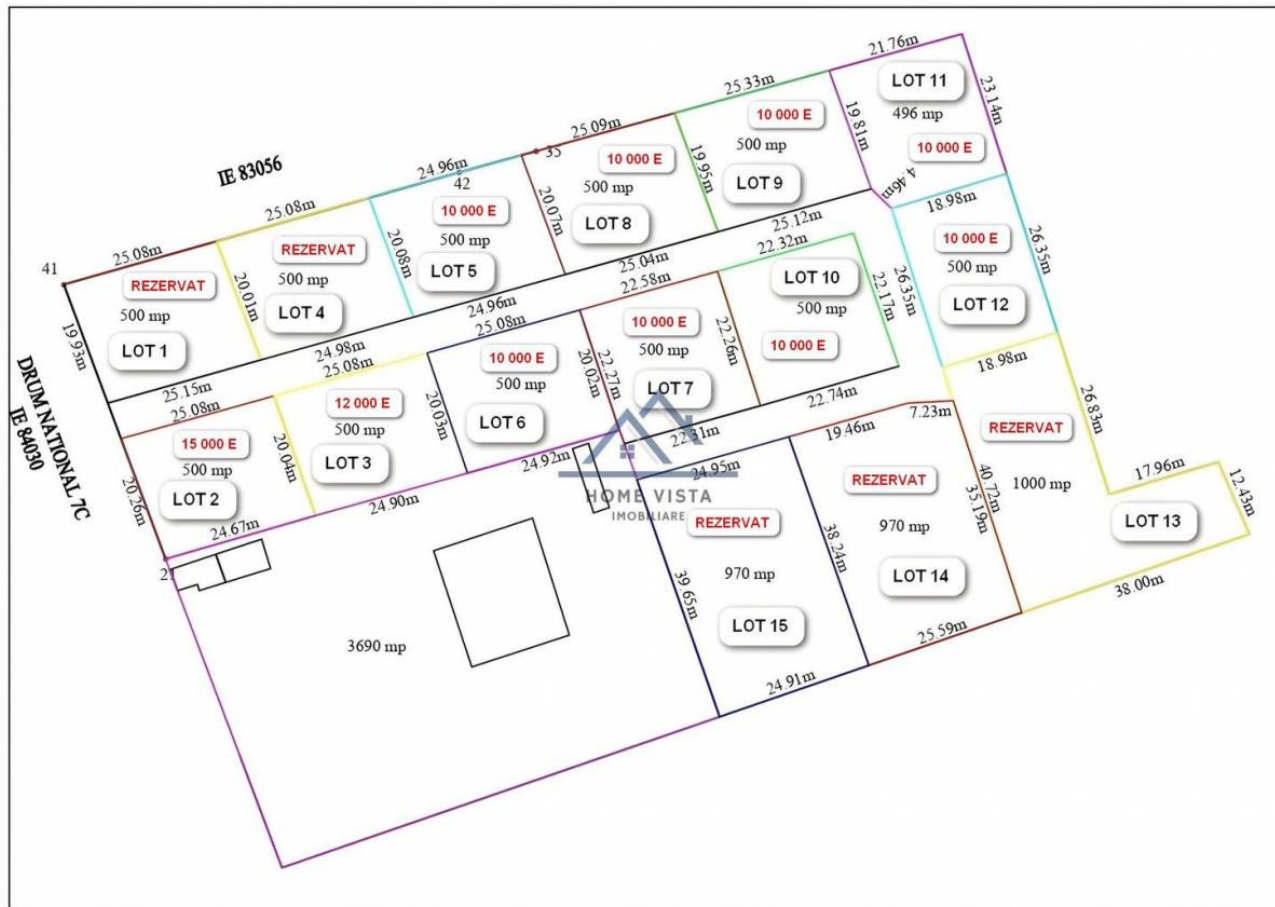 21.76m
LOT 11
23.14m
496 mp
10 000 E
19.81m
4.46m
25.33m
10 000 E
500 mp
LOT 9
19.95m
25.12m
35
25.09m
10 000 E
500 mp
LOT 8
20.07m
25.04m
IE 83056
24.96m
42
10 000 E
500 mp
LOT 5
20.08m
24.96m
25.08m
REZERVAT
500 mp
LOT 4
20.01m
24.98m
41
25.08m
REZERVAT
500 mp
LOT 1
19.93m
25.15m
DRUM NATIONAL 7C
IE 84030
18.98m
10 000 E
500 mp
LOT 12
26.35m
26.35m
22.32m
LOT 10
500 mp
10 000 E
22.17m
22.74m
22.58m
10 000 E
500 mp
LOT 7
22.26m
22.27m
22.31m
25.08m
10 000 E
500 mp
LOT 6
20.02m
20.03m
24.92m
25.08m
12 000 E
500 mp
LOT 3
20.04m
24.90m
25.08m
15 000 E
500 mp
LOT 2
20.26m
24.67m
21
18.98m
REZERVAT
1000 mp
LOT 13
26.83m
17.96m
12.43m
38.00m
40.72m
35.19m
19.46m
7.23m
REZERVAT
970 mp
LOT 14
25.59m
38.24m
24.95m
HOME VISTA
IMOBILIARE
REZERVAT
970 mp
LOT 15
39.65m
24.91m
3690 mp